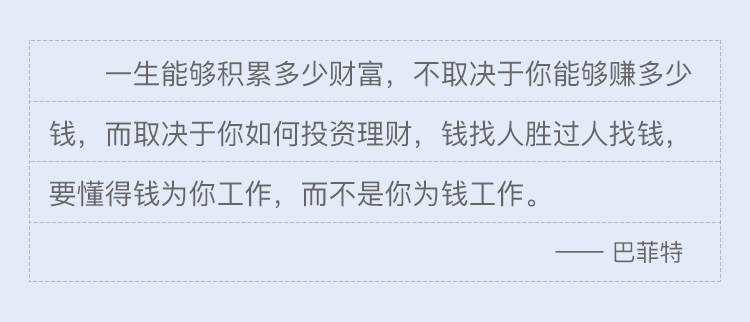 一生能够积累多少财富，不取决于你能够赚多少
钱，而取决于你如何投资理财，钱找人胜过人找钱，
要懂得钱为你工作，而不是你为钱工作。
—— 巴菲特